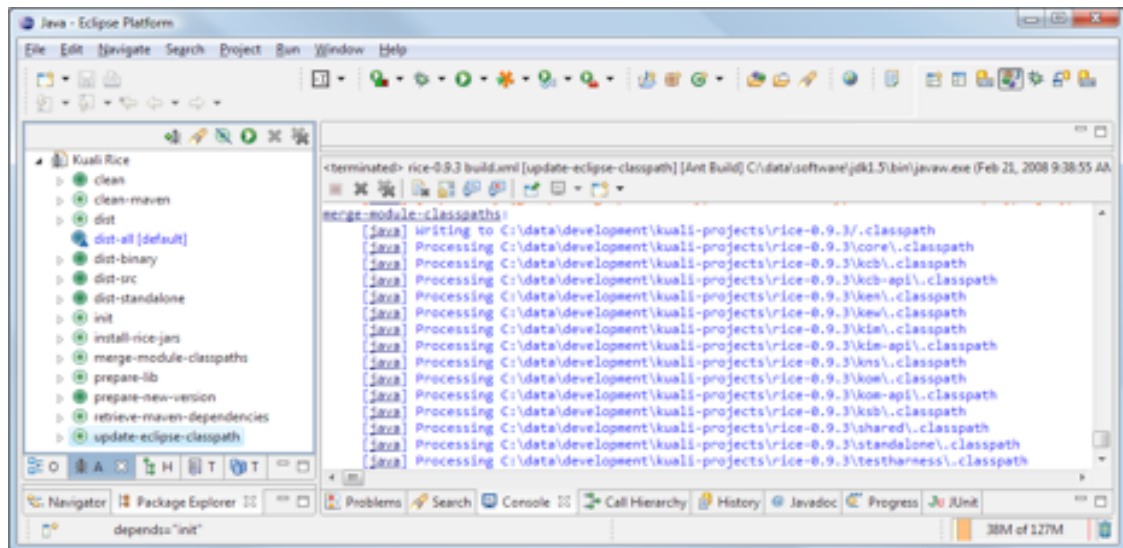 Java - Eclipse Platform
File Edit Navigate Search Project Run Window Help
Kuali Rice
clean
clean-maven
dist
dist-all [default]
dist-binary
dist-src
dist-standalone
init
install-rice-jars
merge-module-classpaths
prepare-lib
prepare-new-version
retrieve-maven-dependencies
update-eclipse-classpath
O A H T T
<terminated> rice-0.9.3 build.xml [update-eclipse-classpath] [Ant Build] C:\data\software\jdk1.5\bin\javaw.exe (Feb 21, 2008 9:38:55 AM
merge-module-classpaths:
[java] Writing to C:\data\development\kuali-projects\rice-0.9.3/.classpath
[java] Processing C:\data\development\kuali-projects\rice-0.9.3\core\.classpath
[java] Processing C:\data\development\kuali-projects\rice-0.9.3\kcb\.classpath
[java] Processing C:\data\development\kuali-projects\rice-0.9.3\kcb-api\.classpath
[java] Processing C:\data\development\kuali-projects\rice-0.9.3\ken\.classpath
[java] Processing C:\data\development\kuali-projects\rice-0.9.3\kew\.classpath
[java] Processing C:\data\development\kuali-projects\rice-0.9.3\kim\.classpath
[java] Processing C:\data\development\kuali-projects\rice-0.9.3\kim-api\.classpath
[java] Processing C:\data\development\kuali-projects\rice-0.9.3\kns\.classpath
[java] Processing C:\data\development\kuali-projects\rice-0.9.3\kom\.classpath
[java] Processing C:\data\development\kuali-projects\rice-0.9.3\kom-api\.classpath
[java] Processing C:\data\development\kuali-projects\rice-0.9.3\ksb\.classpath
[java] Processing C:\data\development\kuali-projects\rice-0.9.3\shared\.classpath
[java] Processing C:\data\development\kuali-projects\rice-0.9.3\standalone\.classpath
[java] Processing C:\data\development\kuali-projects\rice-0.9.3\testharness\.classpath
Navigator Package Explorer Problems Search Console Call Hierarchy History Javadoc Progress JUnit
depends="init" 38M of 127M